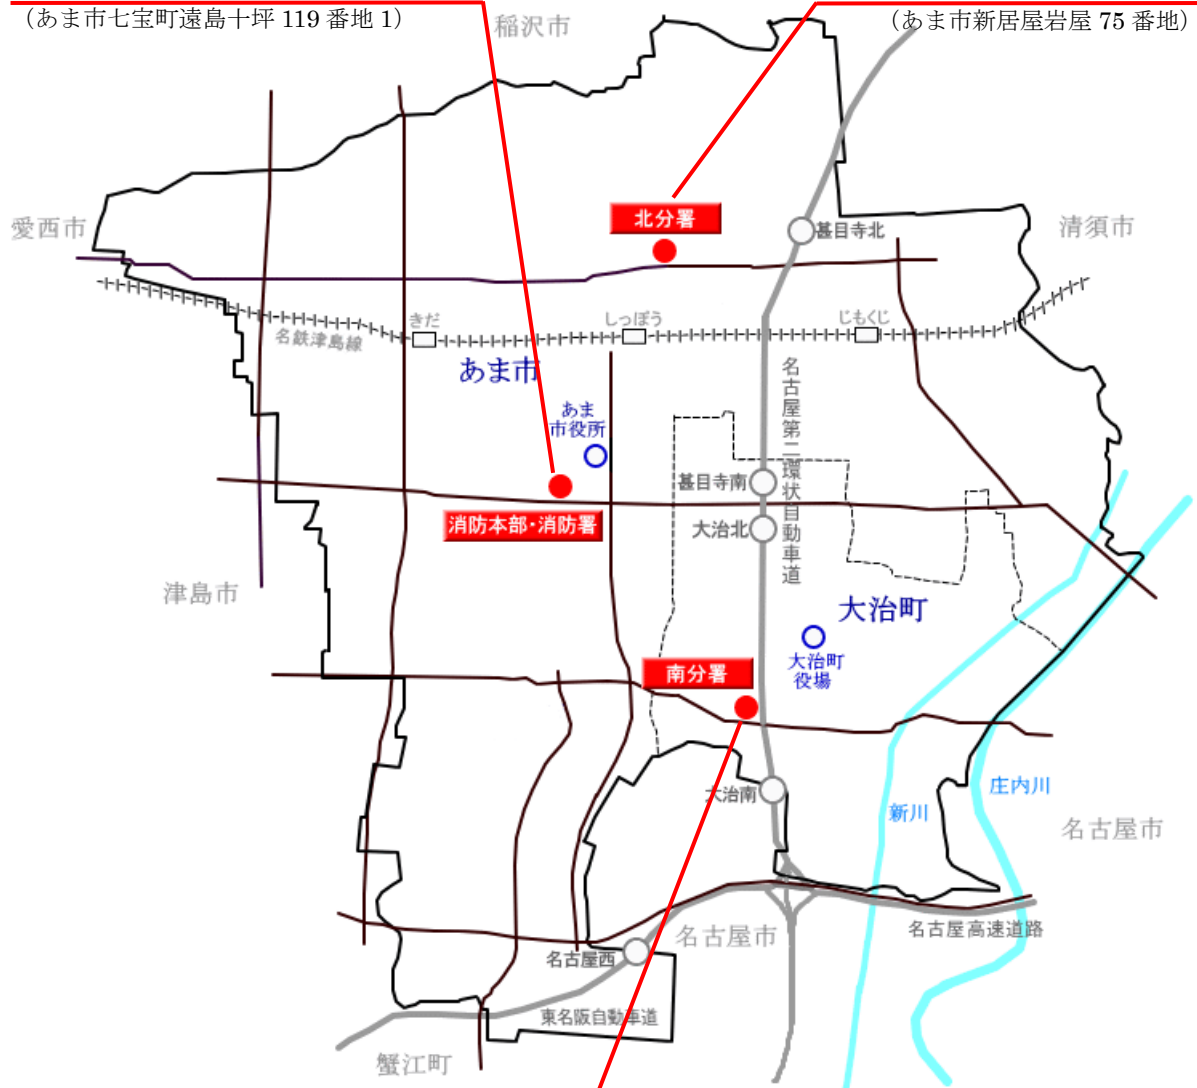 （あま市七宝町遠島十坪 119 番地 1）
（あま市新居屋岩屋 75 番地）
稲沢市
愛西市
北分署
甚目寺北
清須市
きだ
しっぽう
じもくじ
名鉄津島線
あま市
名古屋第二環状自動車道
あま
市役所
甚目寺南
消防本部・消防署
大治北
津島市
大治町
大治町
役場
南分署
大治南
庄内川
新川
名古屋市
名古屋高速道路
名古屋市
名古屋西
東名阪自動車道
蟹江町